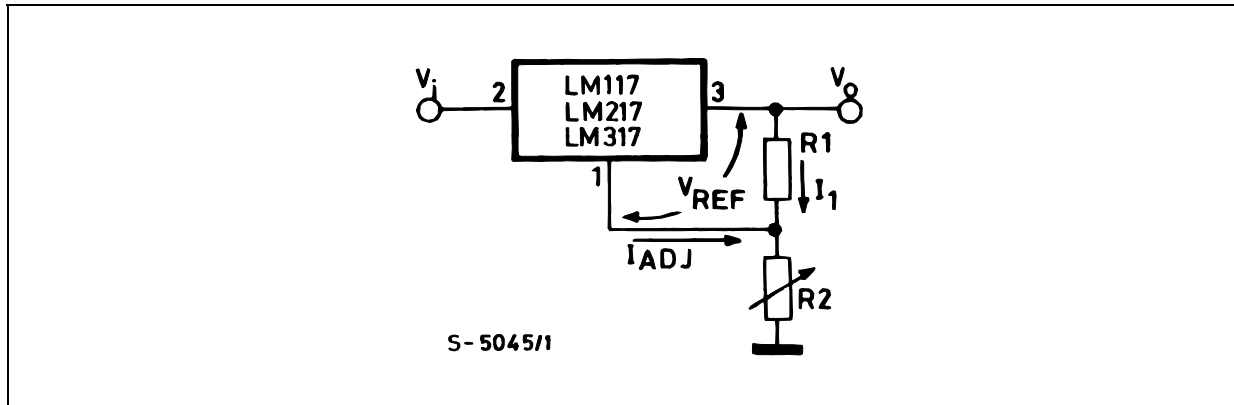 Vi
2
LM117
LM217
LM317
3
VO
1
VREF
R1
I1
IADJ
R2
S-5045/1